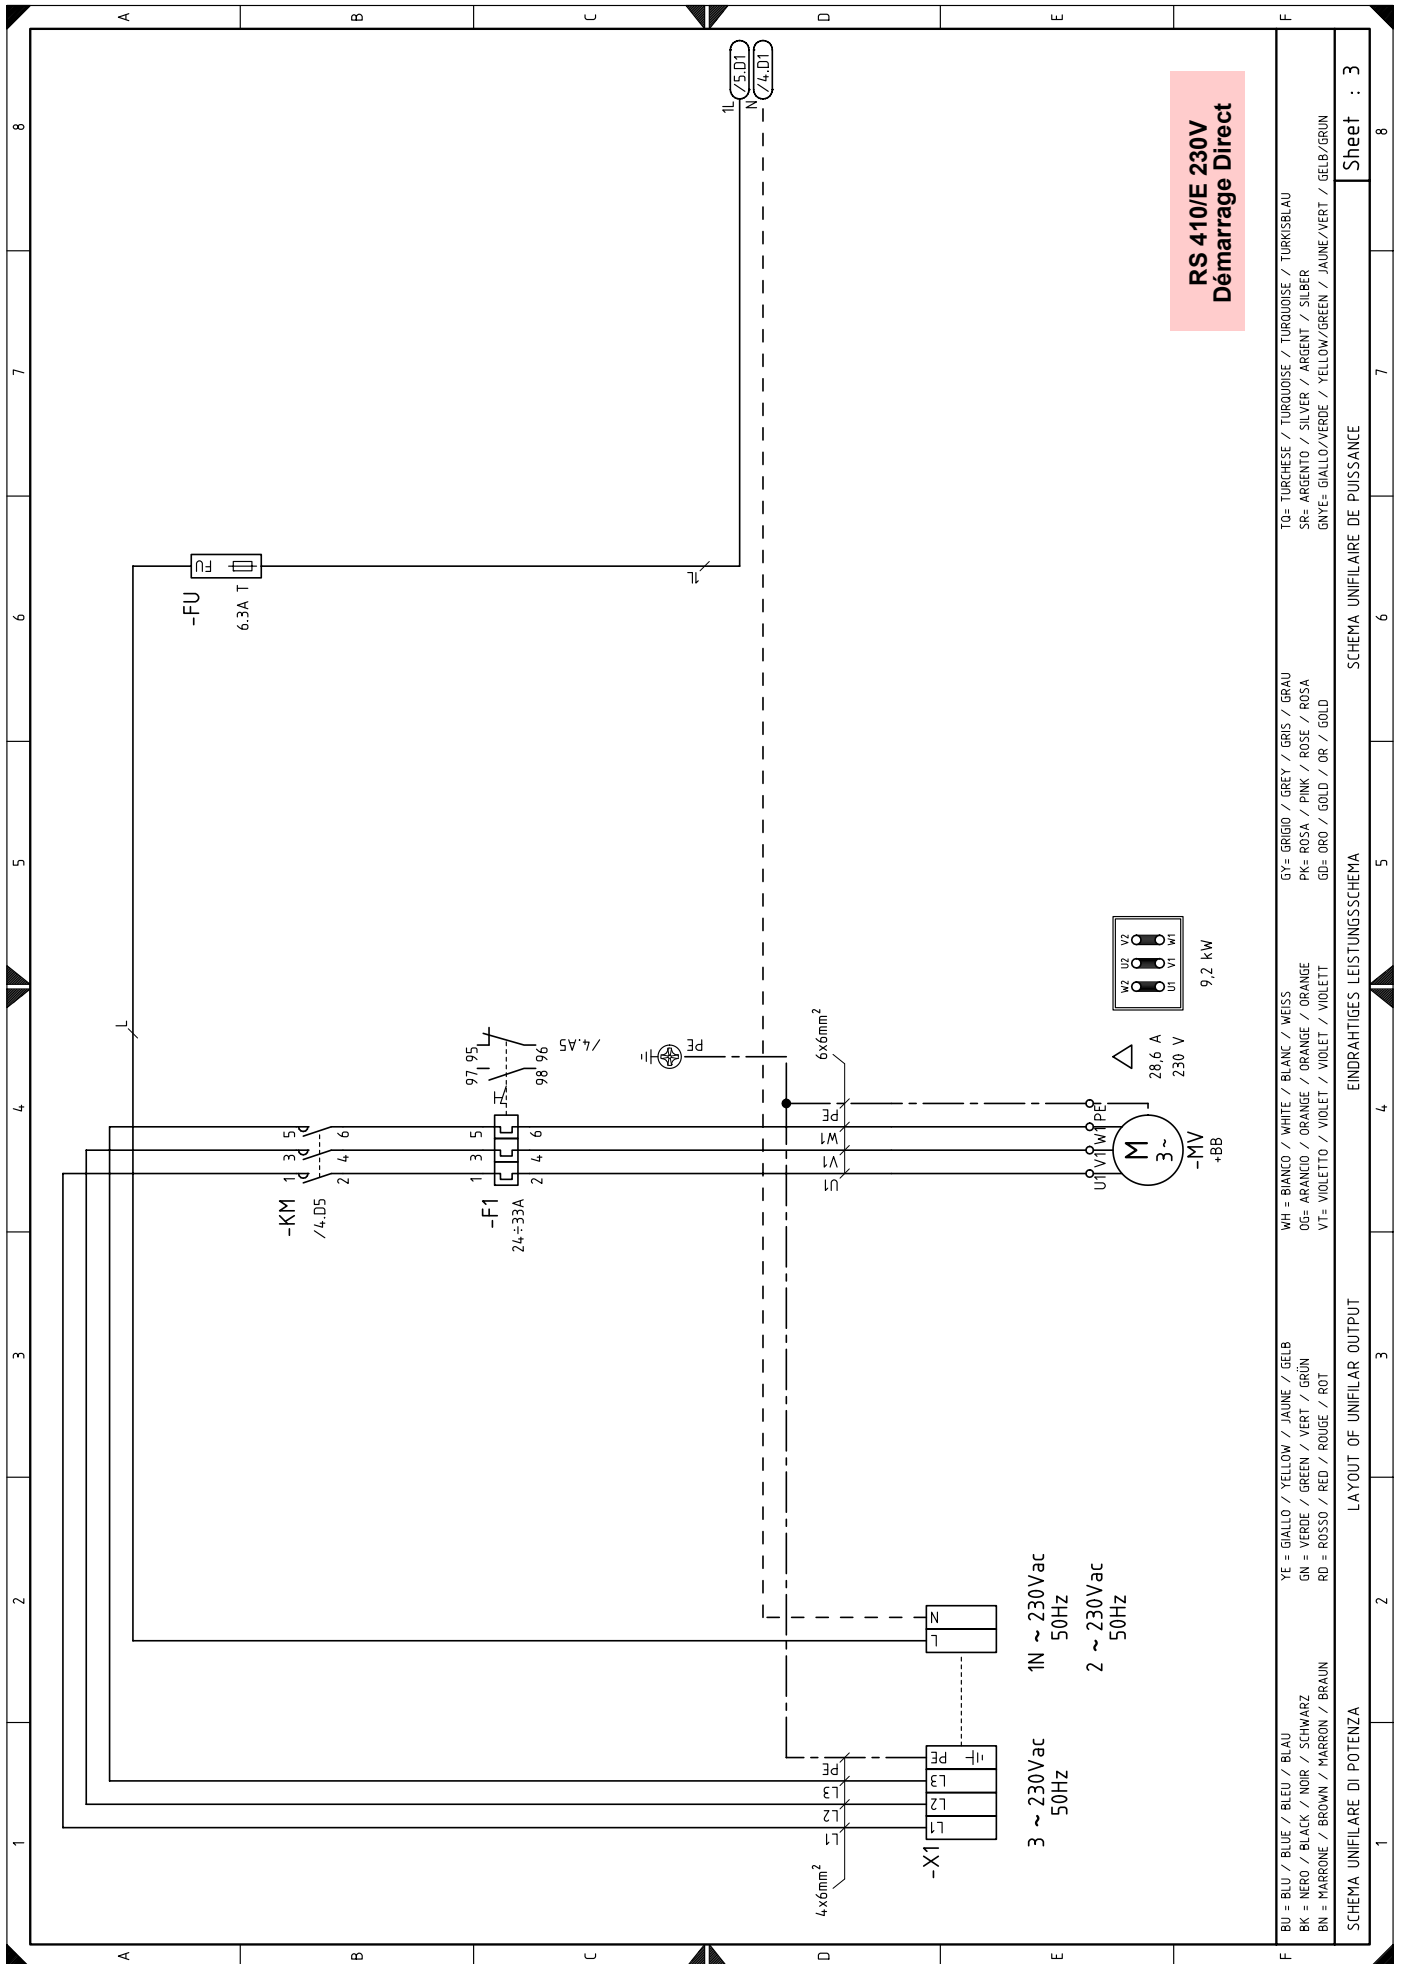 1 2 3 4 5 6 7 8
A
B
C
D
E
F
L
-FU
FU
6.3A T
1L
1L /5.D1
N /4.D1
-KM
/4.D5
1 3 5
2 4 6
-F1
24÷33A
1 3 5
2 4 6
97 95
98 96
/4.A5
PE
4x6mm²
L1 L2 L3 PE
6x6mm²
U1 V1 W1 PE
-X1
L1 L2 L3 PE
L N
3 ~ 230Vac
50Hz
1N ~ 230Vac
50Hz
2 ~ 230Vac
50Hz
U1 V1 W1 PE
M
3~
-MV
+BB
28,6 A
230 V
W2 U2 V2
U1 V1 W1
9,2 kW
RS 410/E 230V
Démarrage Direct
BU = BLU / BLUE / BLEU / BLAU
BK = NERO / BLACK / NOIR / SCHWARZ
BN = MARRONE / BROWN / MARRON / BRAUN
YE = GIALLO / YELLOW / JAUNE / GELB
GN = VERDE / GREEN / VERT / GRÜN
RD = ROSSO / RED / ROUGE / ROT
WH = BIANCO / WHITE / BLANC / WEISS
OG= ARANCIO / ORANGE / ORANGE / ORANGE
VT= VIOLETTO / VIOLET / VIOLET / VIOLETT
GY= GRIGIO / GREY / GRIS / GRAU
PK= ROSA / PINK / ROSE / ROSA
GD= ORO / GOLD / OR / GOLD
TQ= TURCHESE / TURQUOISE / TURQUOISE / TURKISBLAU
SR= ARGENTO / SILVER / ARGENT / SILBER
GNYE= GIALLO/VERDE / YELLOW/GREEN / JAUNE/VERT / GELB/GRUN
SCHEMA UNIFILARE DI POTENZA
LAYOUT OF UNIFILAR OUTPUT
EINDRAHTIGES LEISTUNGSSCHEMA
SCHEMA UNIFILAIRE DE PUISSANCE
Sheet : 3
1 2 3 4 5 6 7 8
A
B
C
D
E
F